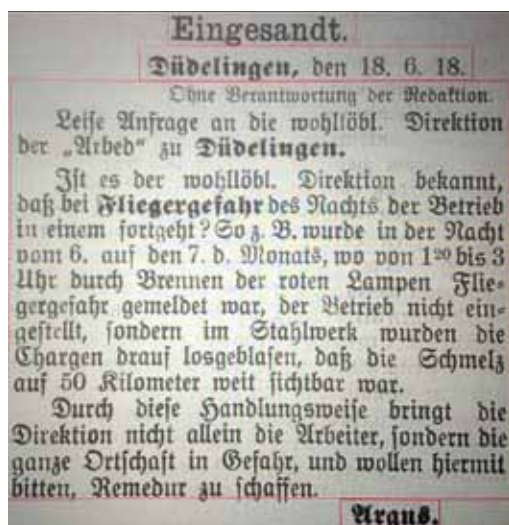 Eingesandt.
Düdelingen, den 18. 6. 18.
Ohne Verantwortung der Redaktion.
Leise Anfrage an die wohllöbl. Direktion
der „Arbed“ zu Düdelingen.
Ist es der wohllöbl. Direktion bekannt,
daß bei Fliegergefahr des Nachts der Betrieb
in einem fortgeht? So z. B. wurde in der Nacht
vom 6. auf den 7. d. Monats, wo von 1²⁰ bis 3
Uhr durch Brennen der roten Lampen Flie-
gergefahr gemeldet war, der Betrieb nicht ein-
gestellt, sondern im Stahlwerk wurden die
Chargen drauf losgeblasen, daß die Schmelz
auf 50 Kilometer weit sichtbar war.
Durch diese Handlungsweise bringt die
Direktion nicht allein die Arbeiter, sondern die
ganze Ortschaft in Gefahr, und wollen hiermit
bitten, Remedur zu schaffen.
Argus.